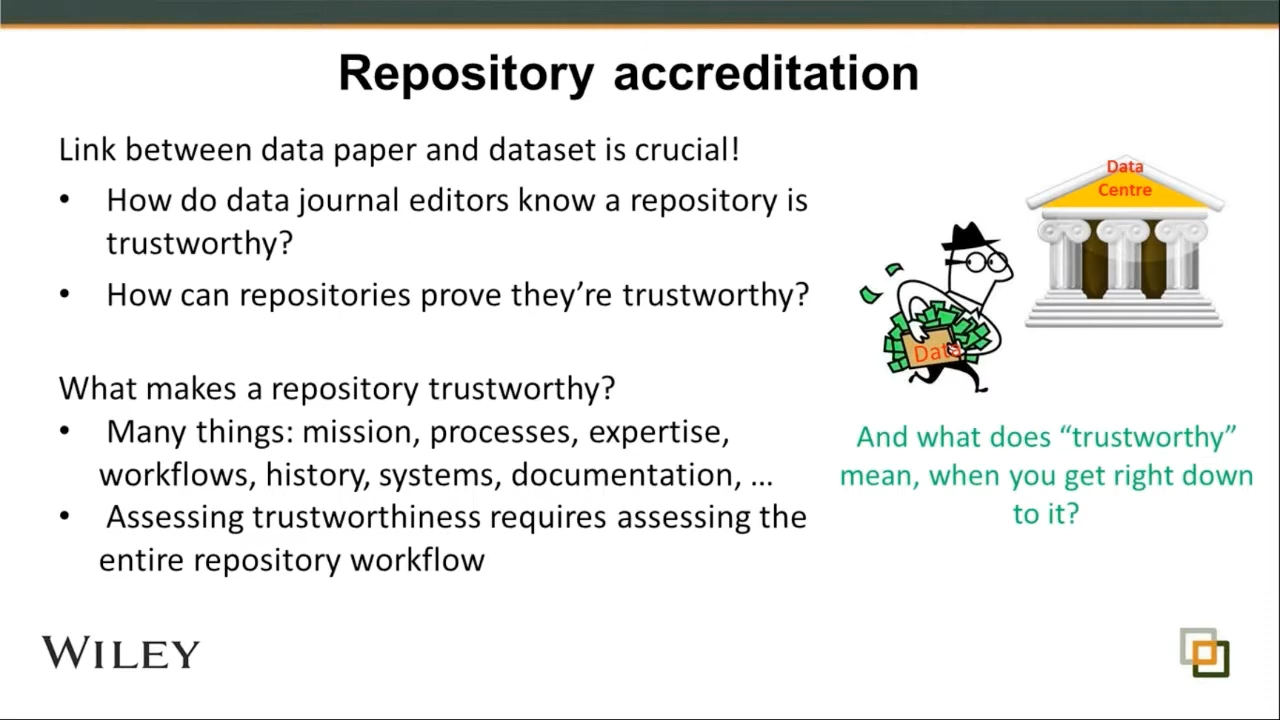 Repository accreditation
Link between data paper and dataset is crucial!
• How do data journal editors know a repository is
trustworthy?
• How can repositories prove they’re trustworthy?
What makes a repository trustworthy?
• Many things: mission, processes, expertise,
workflows, history, systems, documentation, …
• Assessing trustworthiness requires assessing the
entire repository workflow
Data
Centre
Data
And what does “trustworthy”
mean, when you get right down
to it?
WILEY